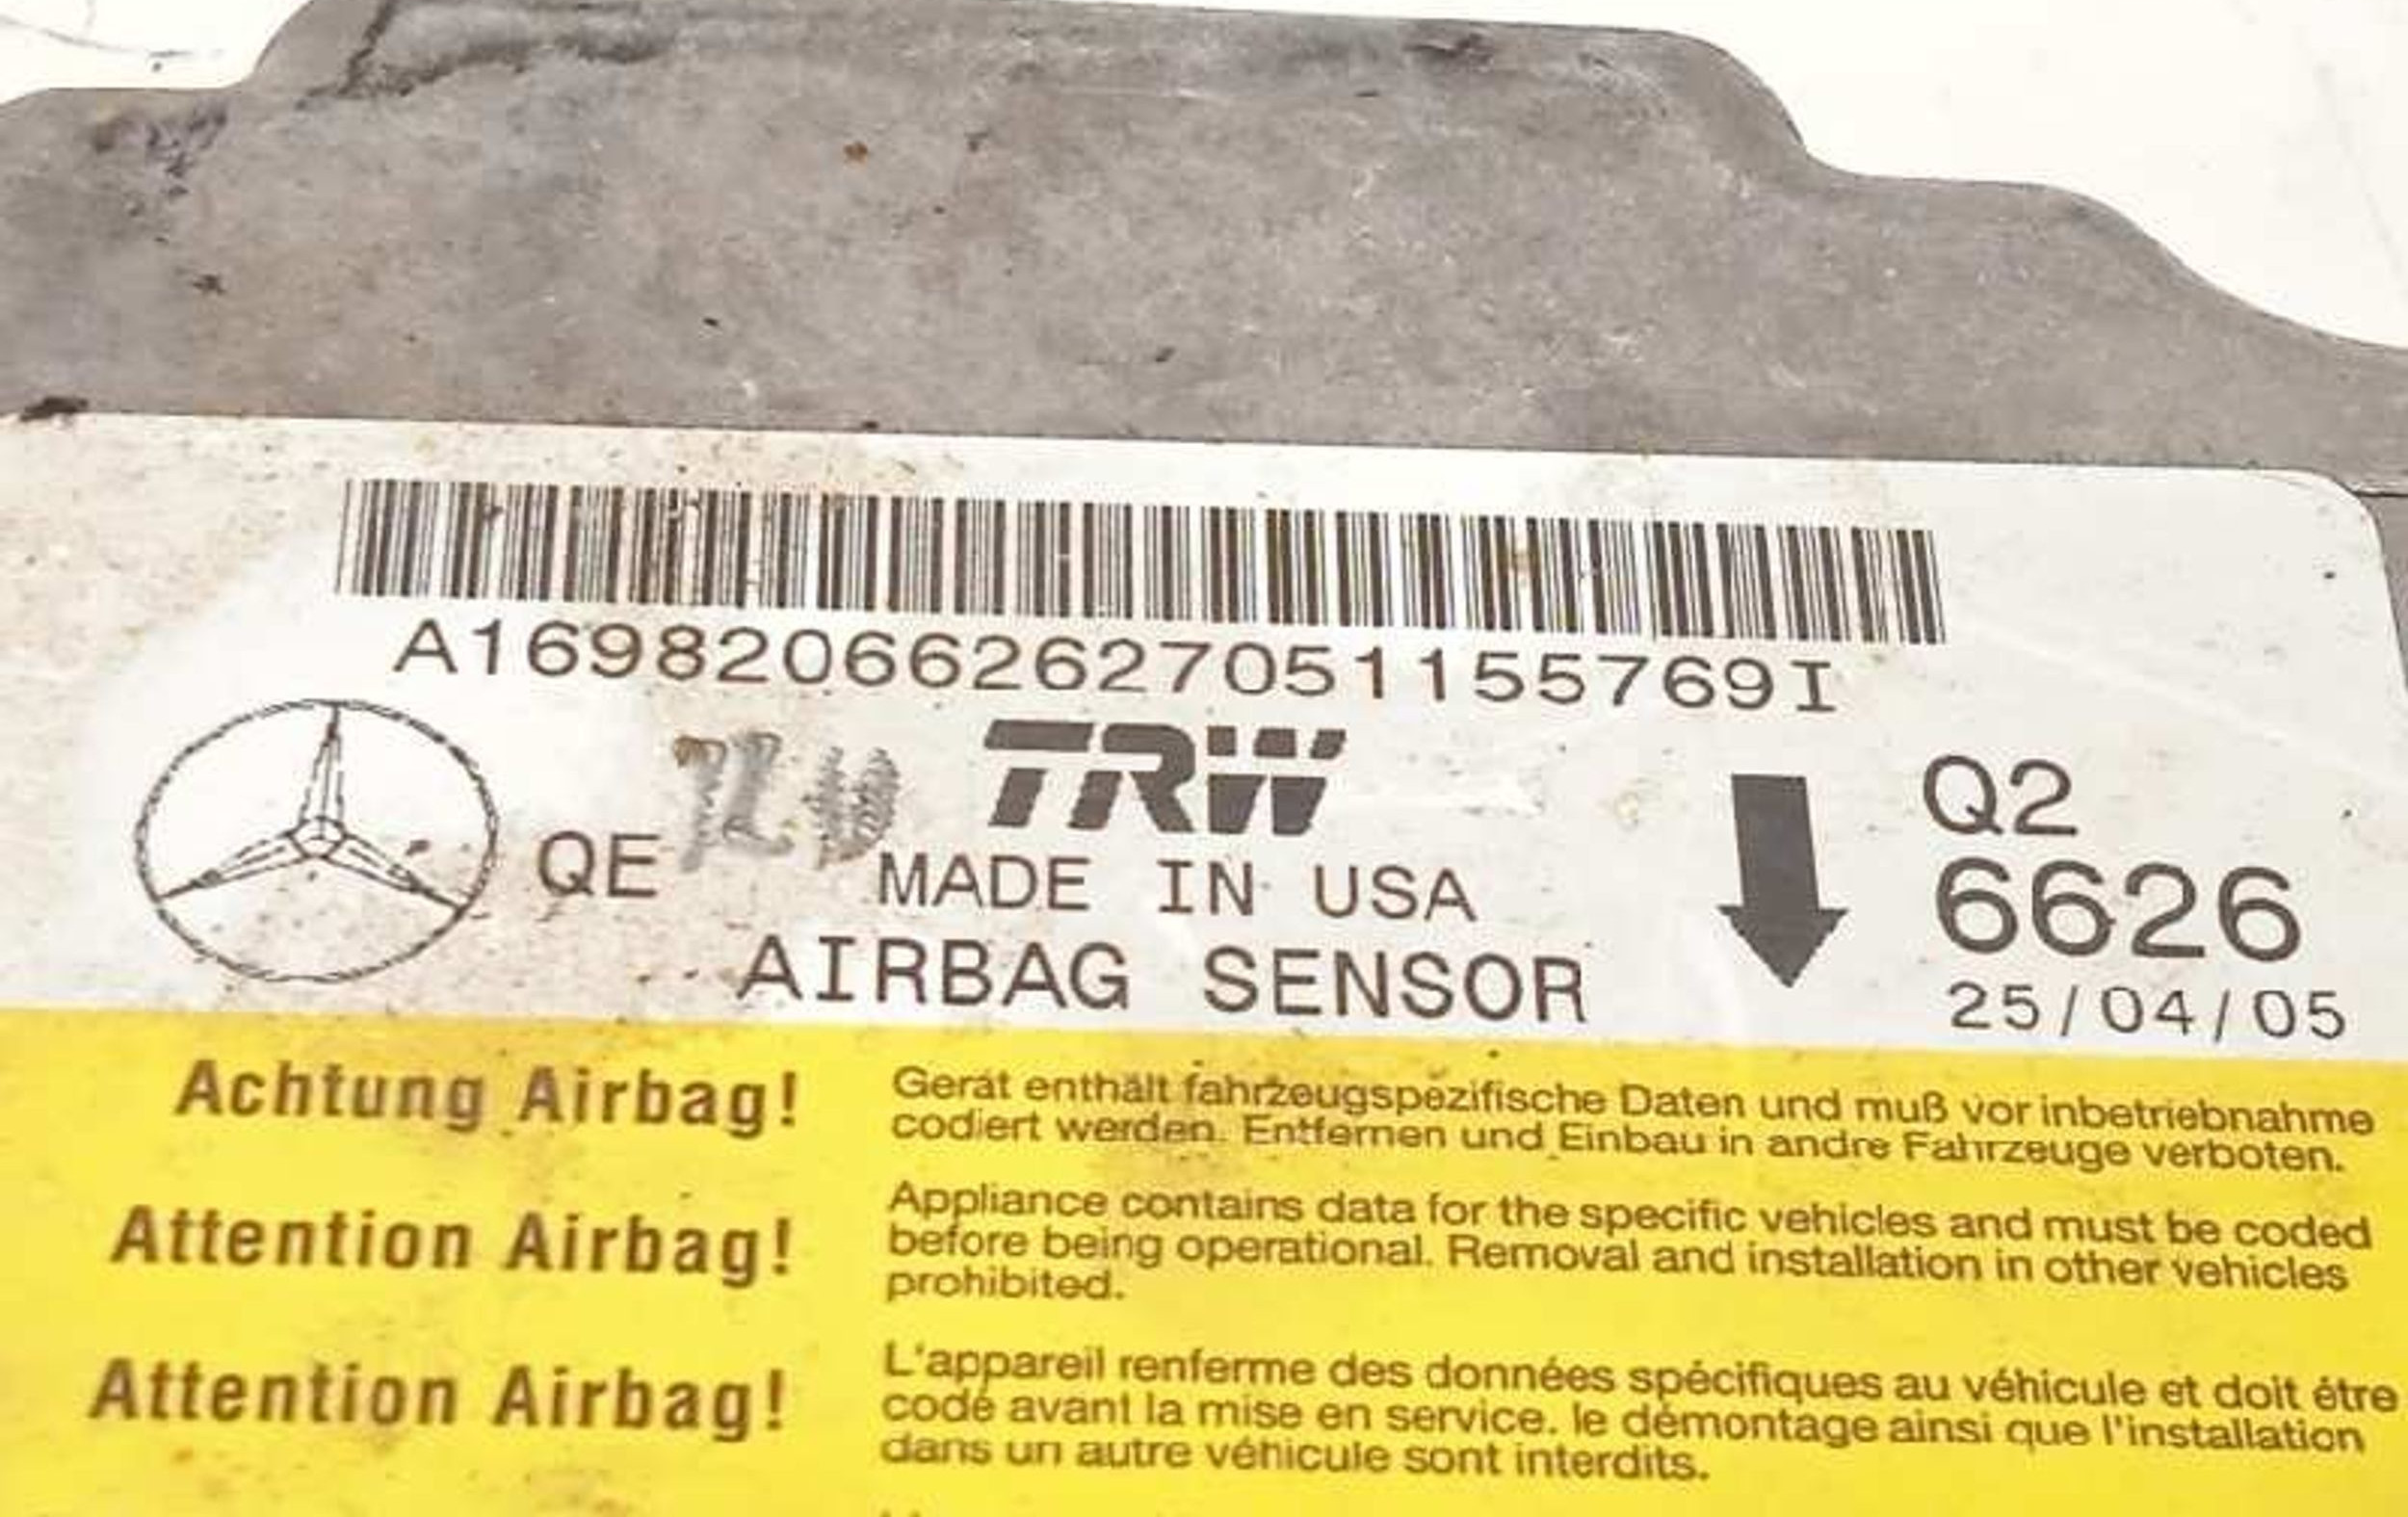 A1698206626270511557 69I
TRW
Q2
QE
MADE IN USA
6626
AIRBAG SENSOR
25/04/05
Achtung Airbag!
Gerät enthält fahrzeugspezifische Daten und muß vor inbetriebnahme
codiert werden. Entfernen und Einbau in andre Fahrzeuge verboten.
Attention Airbag!
Appliance contains data for the specific vehicles and must be coded
before being operational. Removal and installation in other vehicles
prohibited.
Attention Airbag!
L'appareil renferme des données spécifiques au véhicule et doit étre
codé avant la mise en service. le démontage ainsi que l'installation
dans un autre véhicule sont interdits.